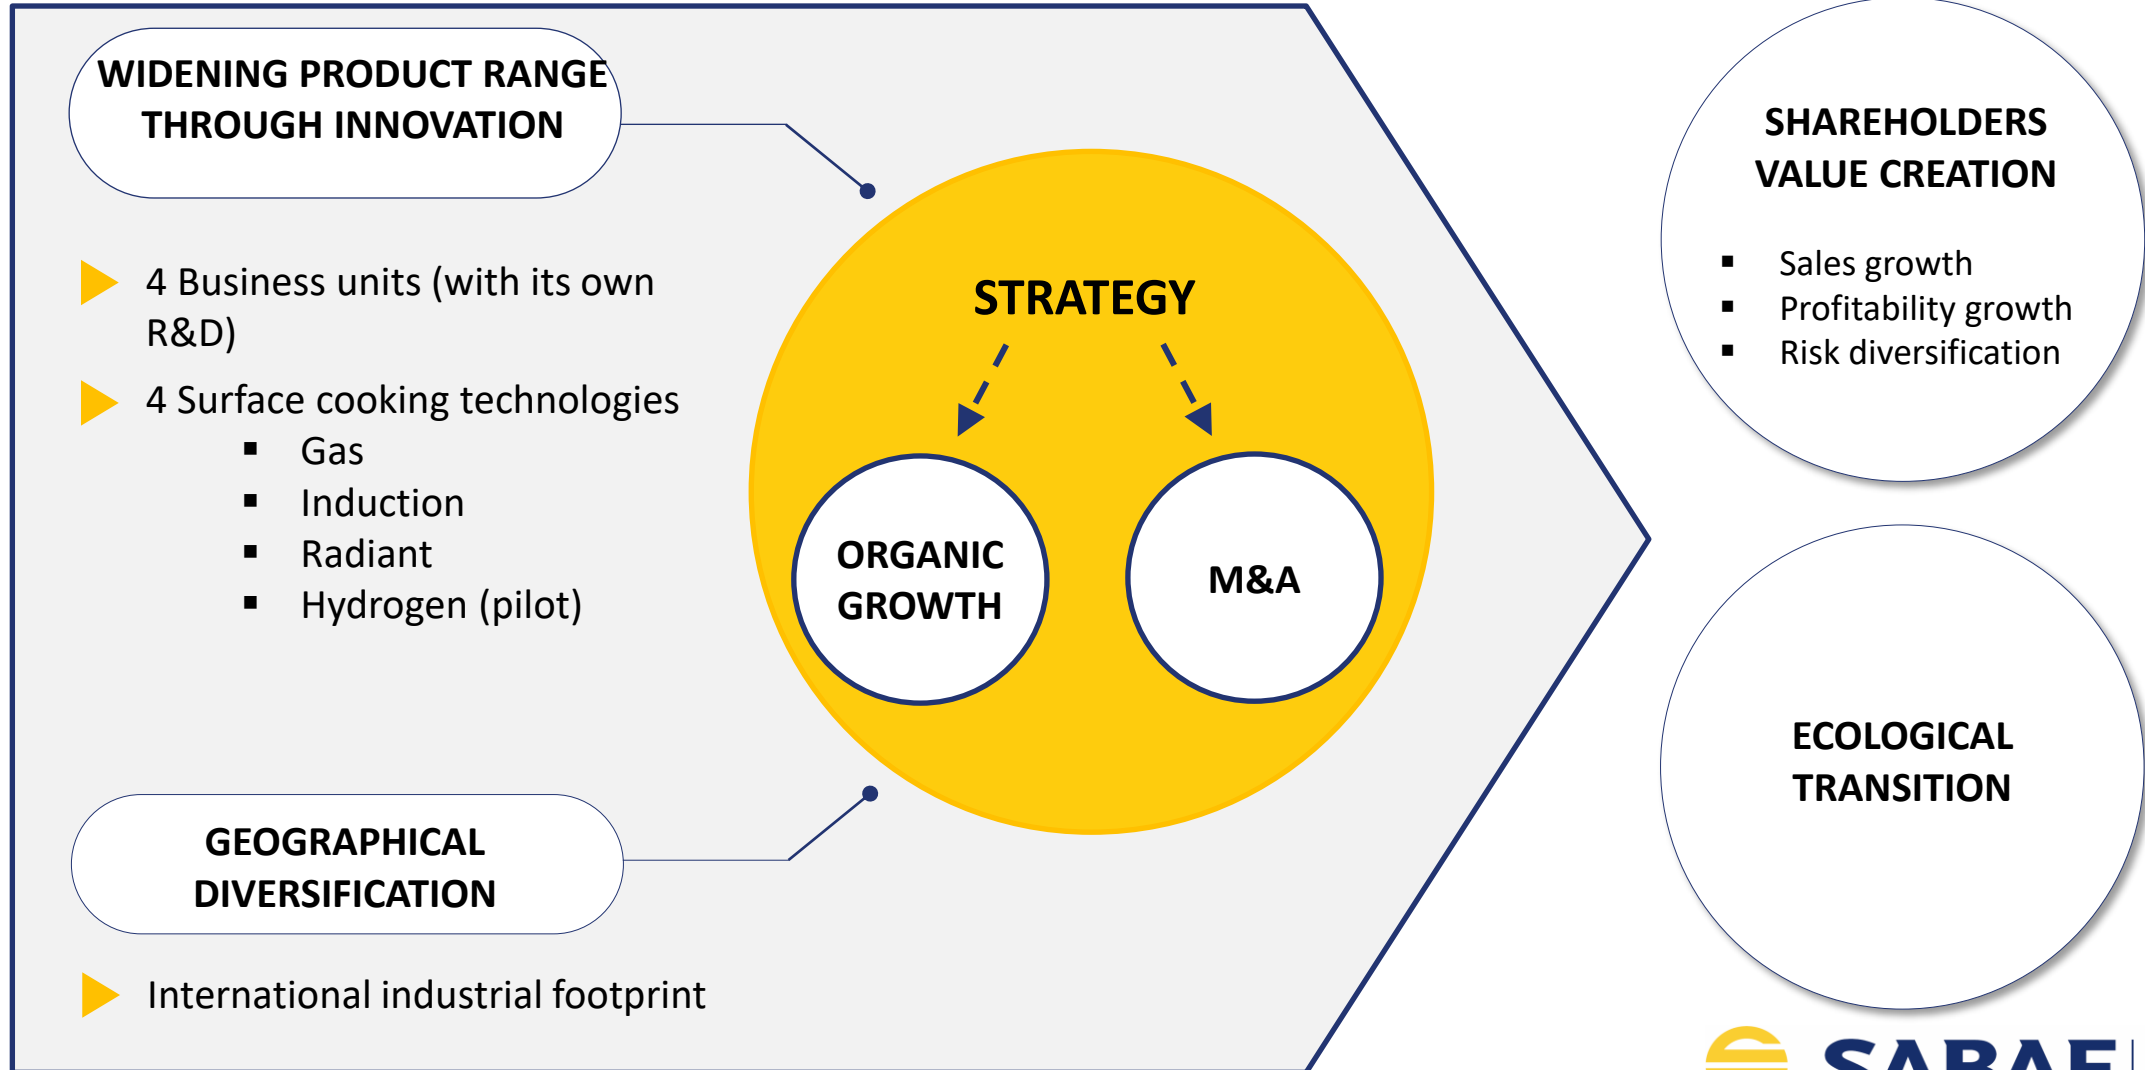 WIDENING PRODUCT RANGE
THROUGH INNOVATION
4 Business units (with its own
R&D)
4 Surface cooking technologies
Gas
Induction
Radiant
Hydrogen (pilot)
GEOGRAPHICAL
DIVERSIFICATION
International industrial footprint
STRATEGY
ORGANIC
GROWTH
M&A
SHAREHOLDERS
VALUE CREATION
Sales growth
Profitability growth
Risk diversification
ECOLOGICAL
TRANSITION
SABAF